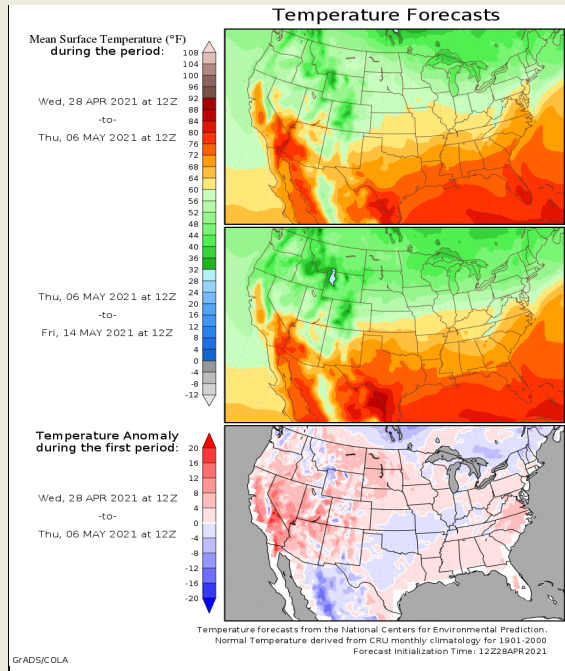 Temperature Forecasts
Mean Surface Temperature (°F)
during the period:
Wed, 28 APR 2021 at 12Z
-to-
Thu, 06 MAY 2021 at 12Z
108
104
100
96
92
88
84
80
76
72
68
64
60
56
52
48
44
40
36
32
28
24
20
16
12
8
4
0
-4
-8
-12
Thu, 06 MAY 2021 at 12Z
-to-
Fri, 14 MAY 2021 at 12Z
Temperature Anomaly
during the first period:
Wed, 28 APR 2021 at 12Z
-to-
Thu, 06 MAY 2021 at 12Z
20
16
12
8
4
0
-4
-8
-12
-16
-20
Temperature forecasts from the National Centers for Environmental Prediction.
Normal Temperature derived from CRU monthly climatology for 1901-2000
Forecast Initialization Time: 12Z28APR2021
GrADS/COLA